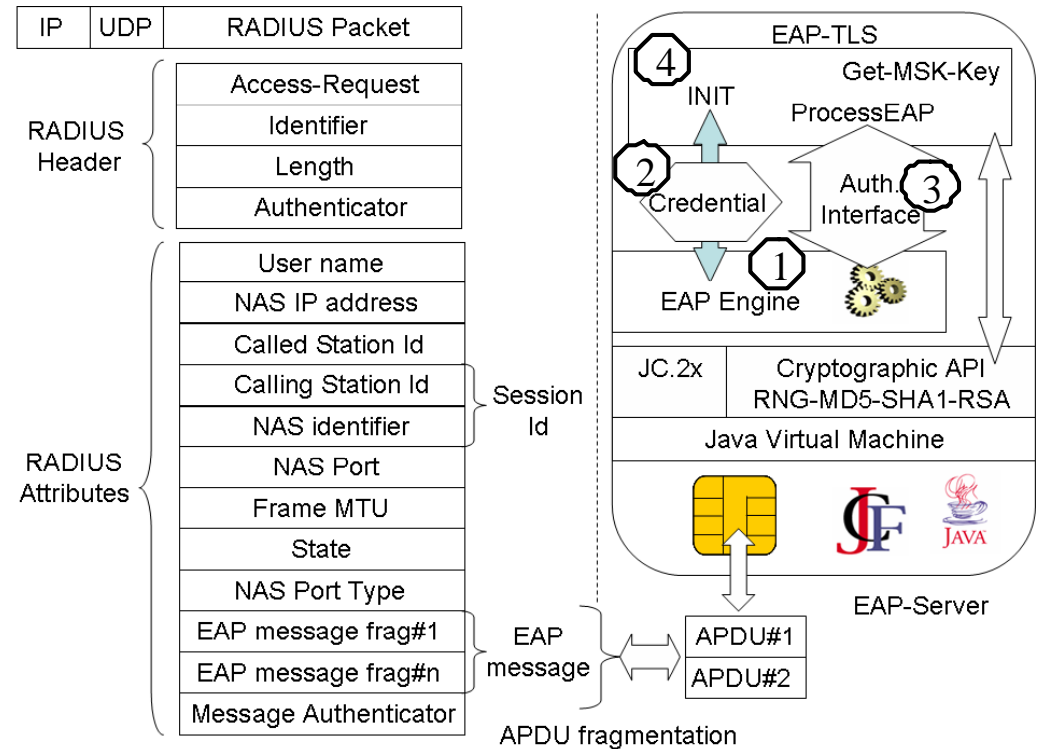 IP UDP RADIUS Packet
RADIUS
Header
Access-Request
Identifier
Length
Authenticator
RADIUS
Attributes
User name
NAS IP address
Called Station Id
Calling Station Id
NAS identifier
Session
Id
NAS Port
Frame MTU
State
NAS Port Type
EAP message frag#1
EAP message frag#n
EAP
message
Message Authenticator
APDU fragmentation
EAP-TLS
4
Get-MSK-Key
INIT
ProcessEAP
2
Credential
Auth.
Interface
3
1
EAP Engine
JC.2x
Cryptographic API
RNG-MD5-SHA1-RSA
Java Virtual Machine
JCF
JAVA
EAP-Server
APDU#1
APDU#2